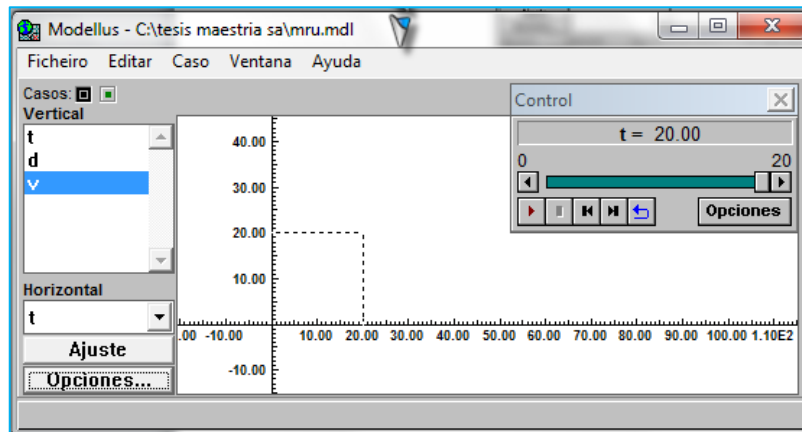 Modellus - C:\tesis maestria sa\mru.mdl
Ficheiro Editar Caso Ventana Ayuda
Casos:
Vertical
t
d
v
Horizontal
t
Ajuste
Opciones...
40.00
30.00
20.00
10.00
.00 -10.00 10.00 20.00 30.00 40.00 50.00 60.00 70.00 80.00 90.00 100.00 1.10E2
-10.00
Control
t = 20.00
0 20
Opciones